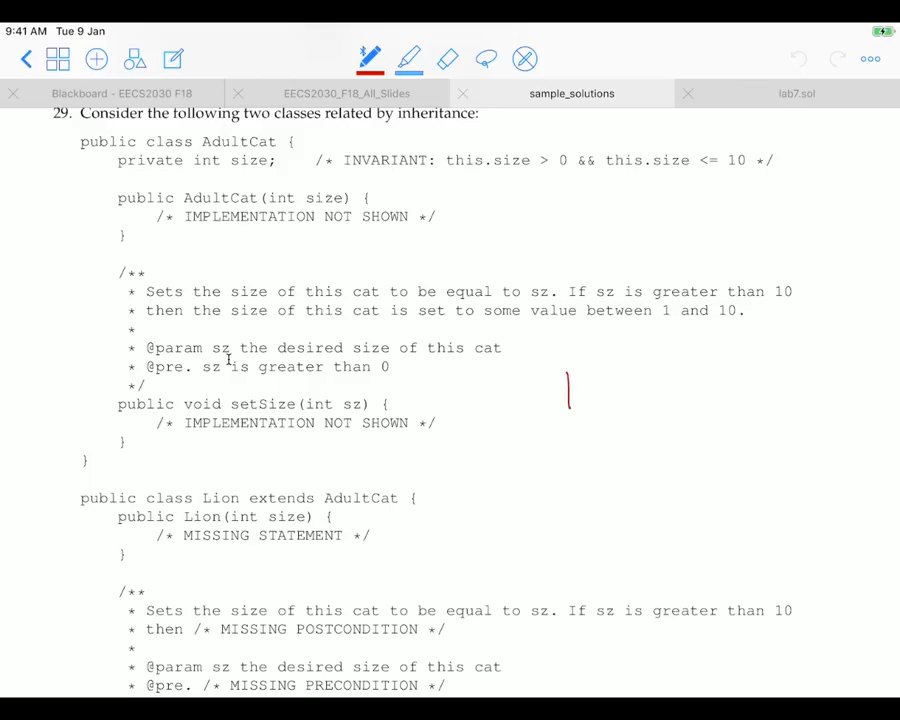 9:41 AM Tue 9 Jan
Blackboard - EECS2030 F18
EECS2030_F18_All_Slides
sample_solutions
lab7.sol
29. Consider the following two classes related by inheritance:
public class AdultCat {
private int size; /* INVARIANT: this.size > 0 && this.size <= 10 */
public AdultCat(int size) {
/* IMPLEMENTATION NOT SHOWN */
}
/**
* Sets the size of this cat to be equal to sz. If sz is greater than 10
* then the size of this cat is set to some value between 1 and 10.
*
* @param sz the desired size of this cat
* @pre. sz is greater than 0
*/
public void setSize(int sz) {
/* IMPLEMENTATION NOT SHOWN */
}
}
public class Lion extends AdultCat {
public Lion(int size) {
/* MISSING STATEMENT */
}
/**
* Sets the size of this cat to be equal to sz. If sz is greater than 10
* then /* MISSING POSTCONDITION */
*
* @param sz the desired size of this cat
* @pre. /* MISSING PRECONDITION */